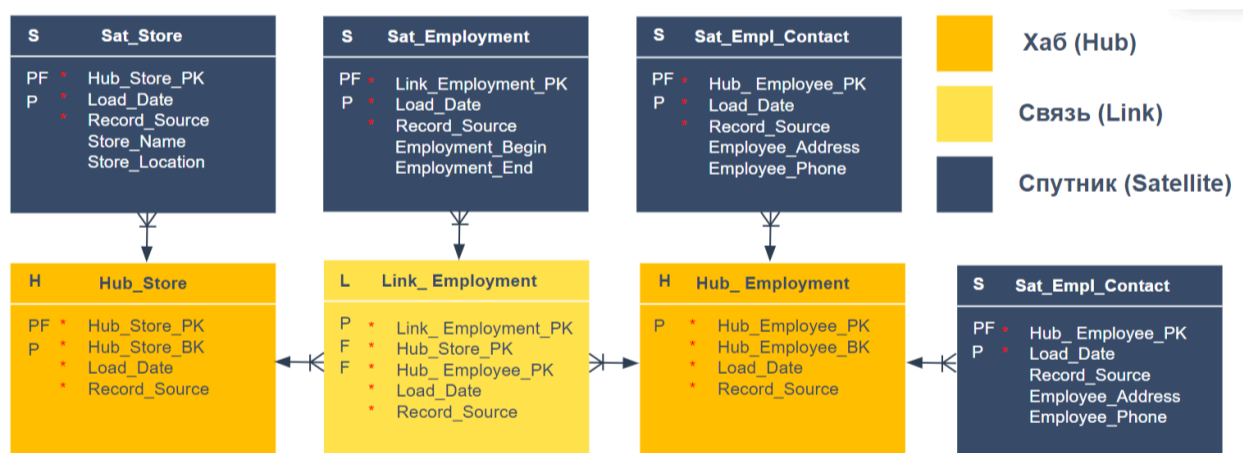 S Sat_Store
PF * Hub_Store_PK
P * Load_Date
* Record_Source
Store_Name
Store_Location
S Sat_Employment
PF * Link_Employment_PK
P * Load_Date
* Record_Source
Employment_Begin
Employment_End
S Sat_Empl_Contact
PF * Hub_ Employee_PK
P * Load_Date
* Record_Source
Employee_Address
Employee_Phone
Хаб (Hub)
Связь (Link)
Спутник (Satellite)
H Hub_Store
PF * Hub_Store_PK
P * Hub_Store_BK
* Load_Date
* Record_Source
L Link_ Employment
P * Link_ Employment_PK
F * Hub_Store_PK
F * Hub_ Employee_PK
* Load_Date
* Record_Source
H Hub_ Employment
P * Hub_Employee_PK
* Hub_Employee_BK
* Load_Date
* Record_Source
S Sat_Empl_Contact
PF * Hub_ Employee_PK
P * Load_Date
Record_Source
Employee_Address
Employee_Phone